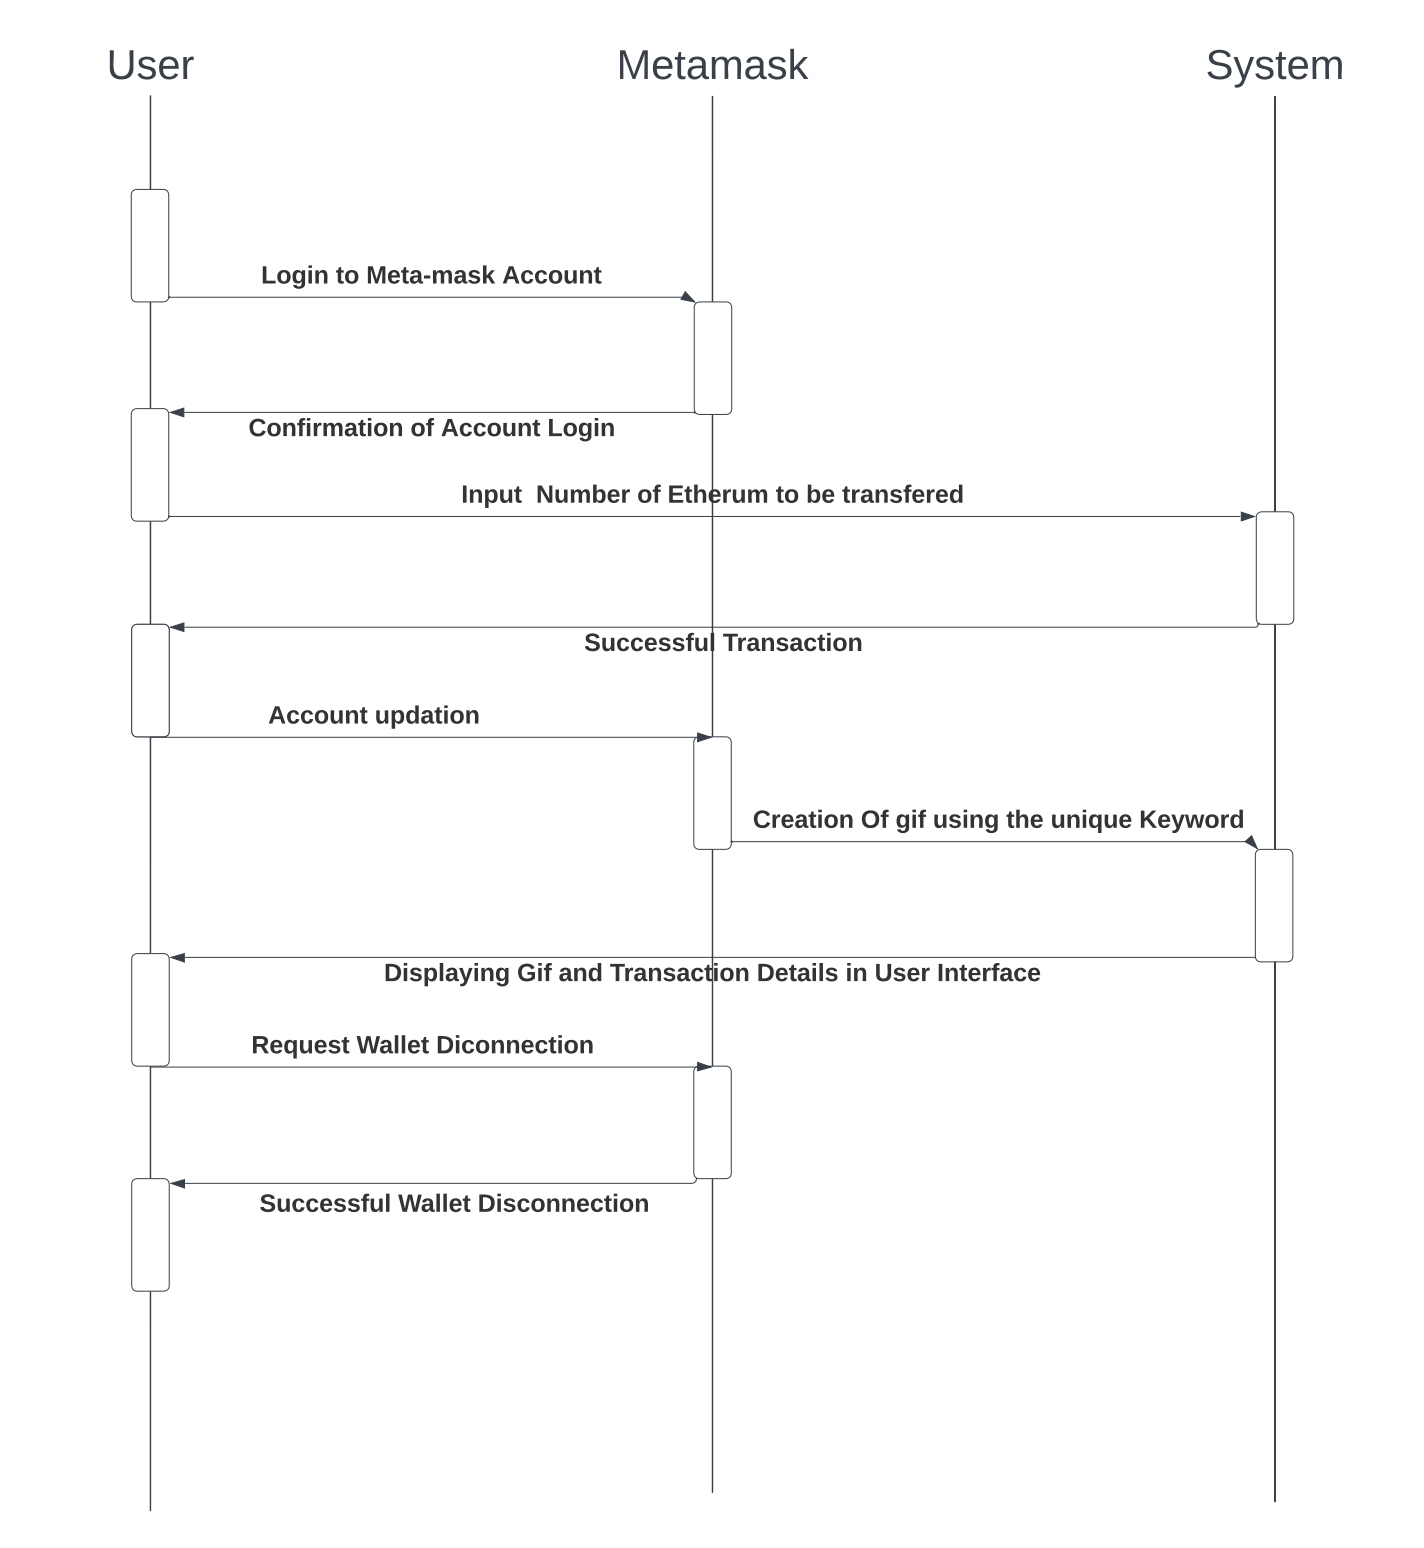 User
Metamask
System
Login to Meta-mask Account
Confirmation of Account Login
Input  Number of Etherum to be transfered
Successful Transaction
Account updation
Creation Of gif using the unique Keyword
Displaying Gif and Transaction Details in User Interface
Request Wallet Diconnection
Successful Wallet Disconnection